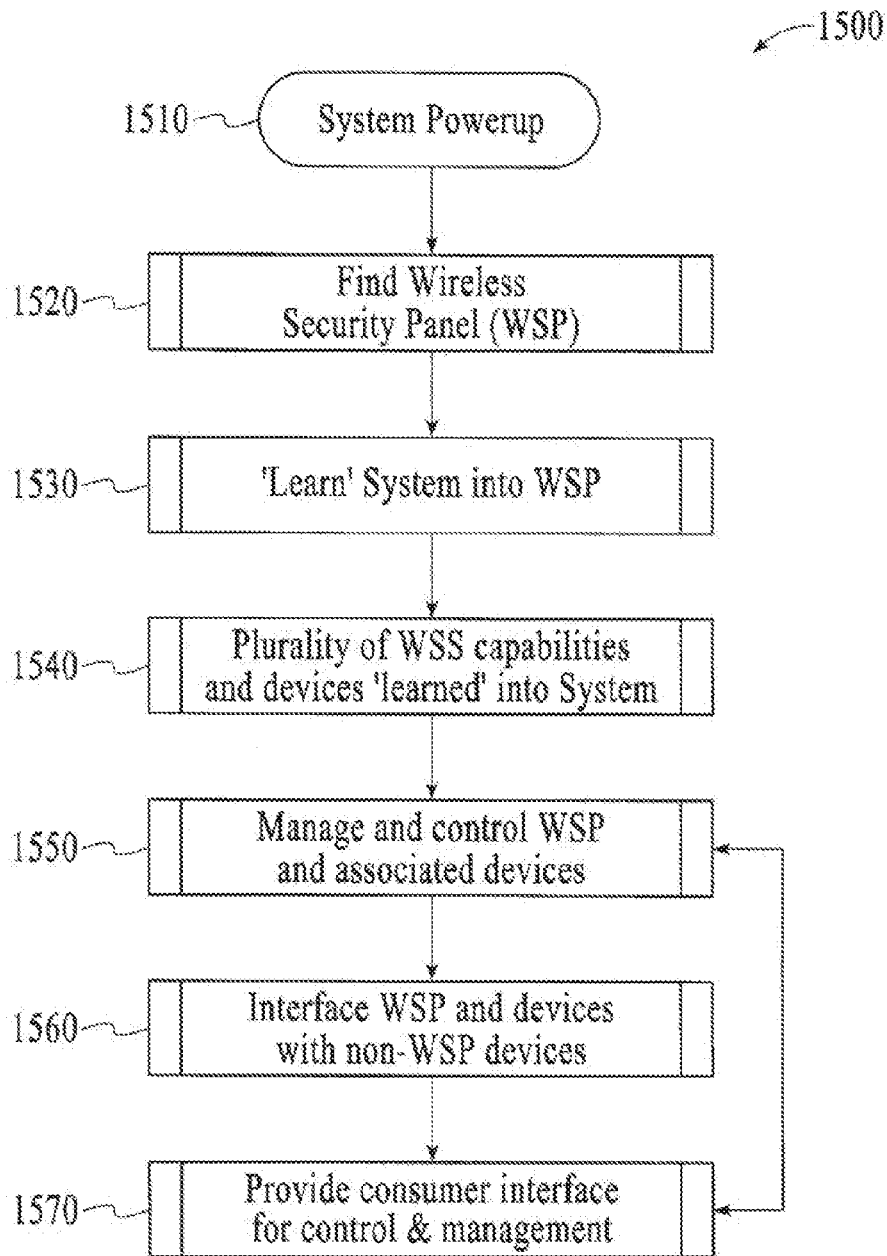 1500
1510
System Powerup
1520
Find Wireless
Security Panel (WSP)
1530
'Learn' System into WSP
1540
Plurality of WSS capabilities
and devices 'learned' into System
1550
Manage and control WSP
and associated devices
1560
Interface WSP and devices
with non-WSP devices
1570
Provide consumer interface
for control & management